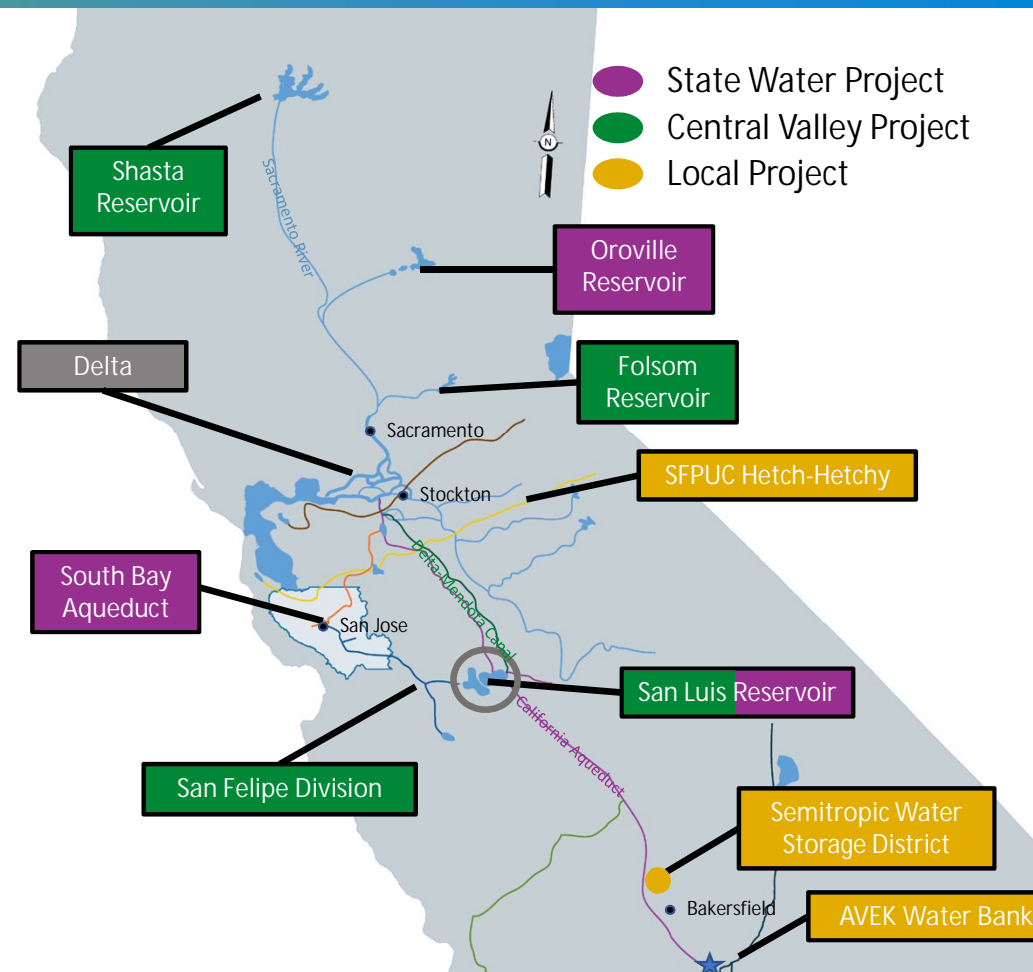 State Water Project
Central Valley Project
Local Project
N
Shasta
Reservoir
Sacramento River
Oroville
Reservoir
Delta
Folsom
Reservoir
Sacramento
SFPUC Hetch-Hetchy
Stockton
Delta-Mendota Canal
South Bay
Aqueduct
San Jose
San Luis Reservoir
California Aqueduct
San Felipe Division
Semitropic Water
Storage District
Bakersfield
AVEK Water Bank